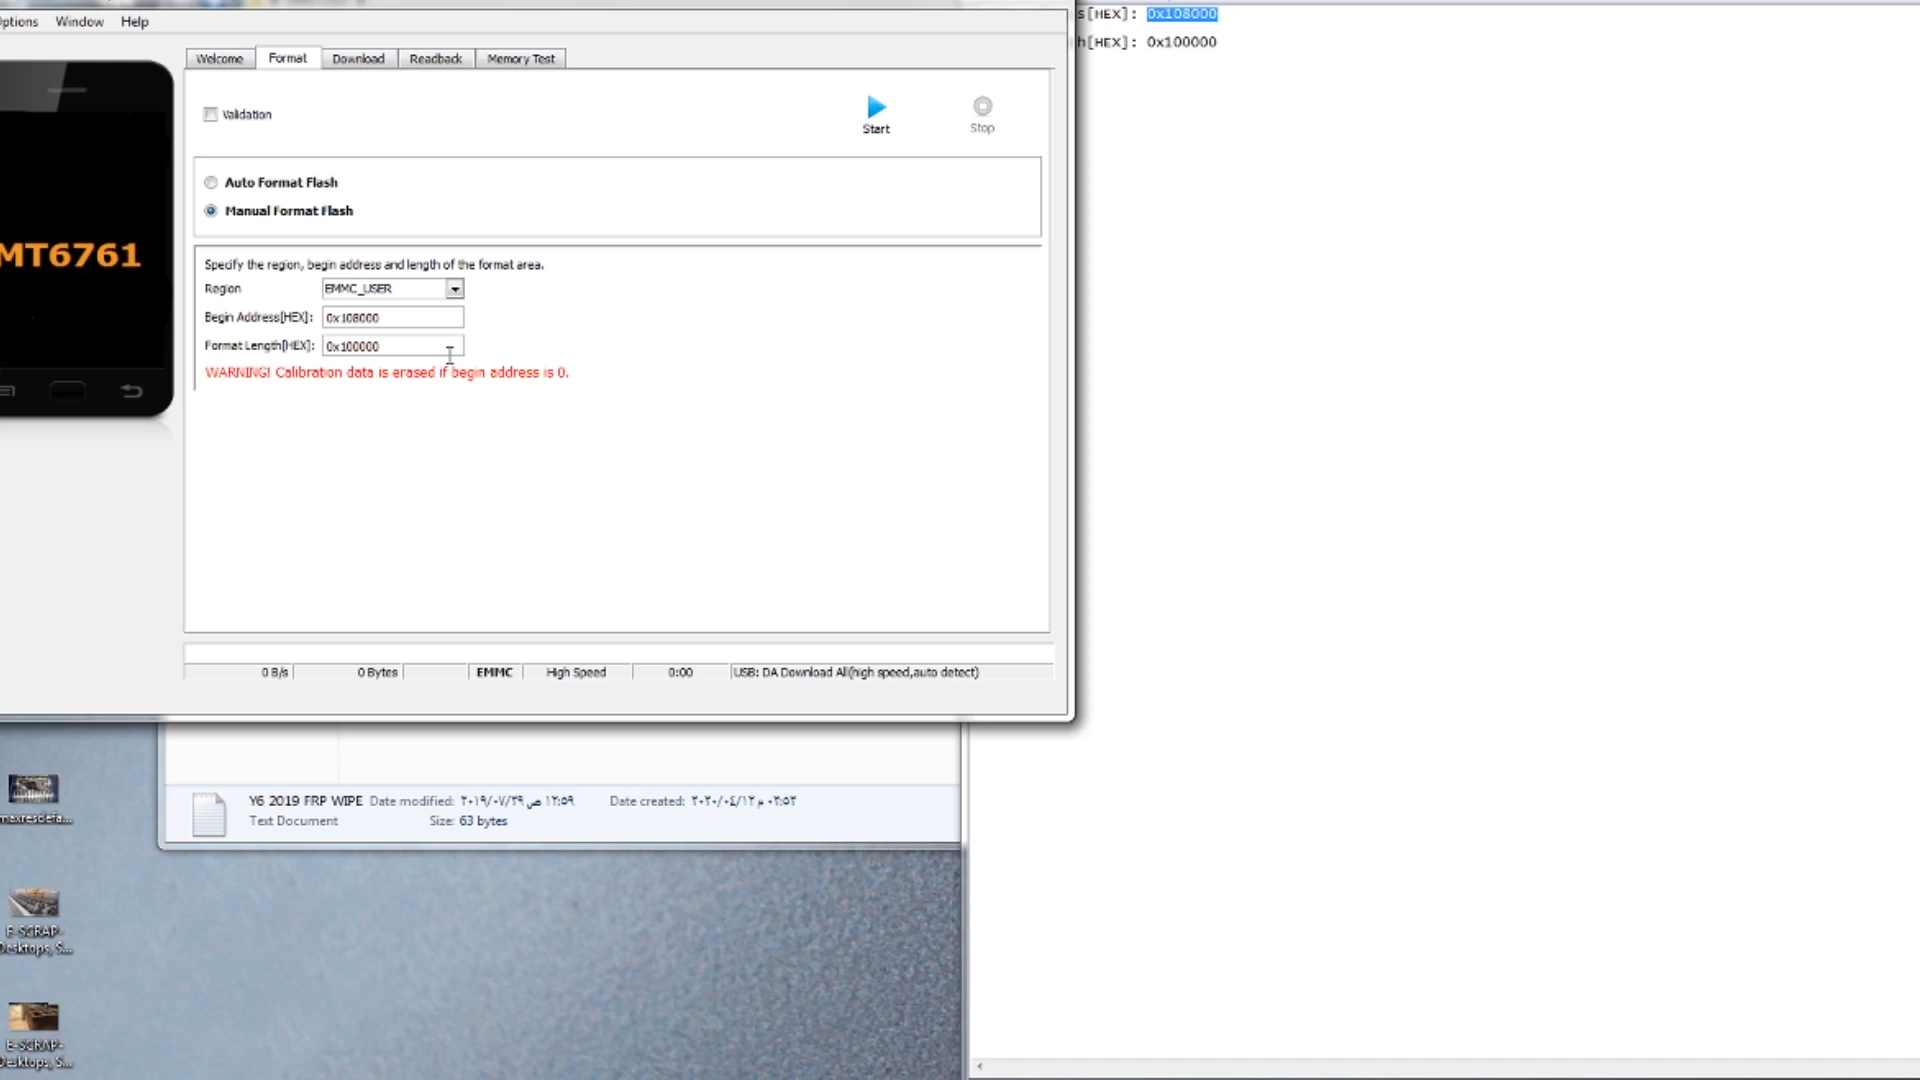 ptions Window Help
s[HEX]: 0x108000
h[HEX]: 0x100000
Welcome Format Download Readback Memory Test
Validation
Start
Stop
Auto Format Flash
Manual Format Flash
MT6761
Specify the region, begin address and length of the format area.
Region EMMC_USER
Begin Address[HEX]: 0x108000
Format Length[HEX]: 0x100000
WARNING! Calibration data is erased if begin address is 0.
0 B/s 0 Bytes EMMC High Speed 0:00 USB: DA Download All(high speed,auto detect)
Y6 2019 FRP WIPE Date modified: ٢٠١٩/٠٧/٢٩ ص ١٢:٥٩ Date created: ٢٠٢٠/٠٤/١٢ م ٠٢:٥٢
Text Document Size: 63 bytes
maxresdefa...
E-SCRAP-
Desktops, S...
E-SCRAP-
Desktops, S...